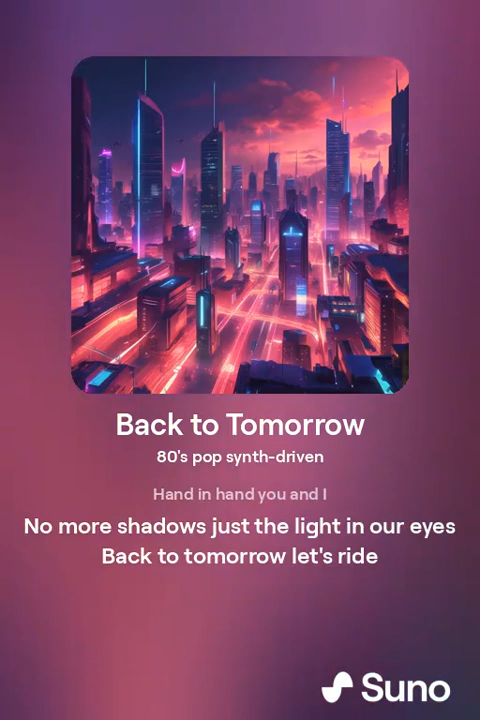 Back to Tomorrow
80's pop synth-driven
Hand in hand you and I
No more shadows just the light in our eyes
Back to tomorrow let's ride
Suno